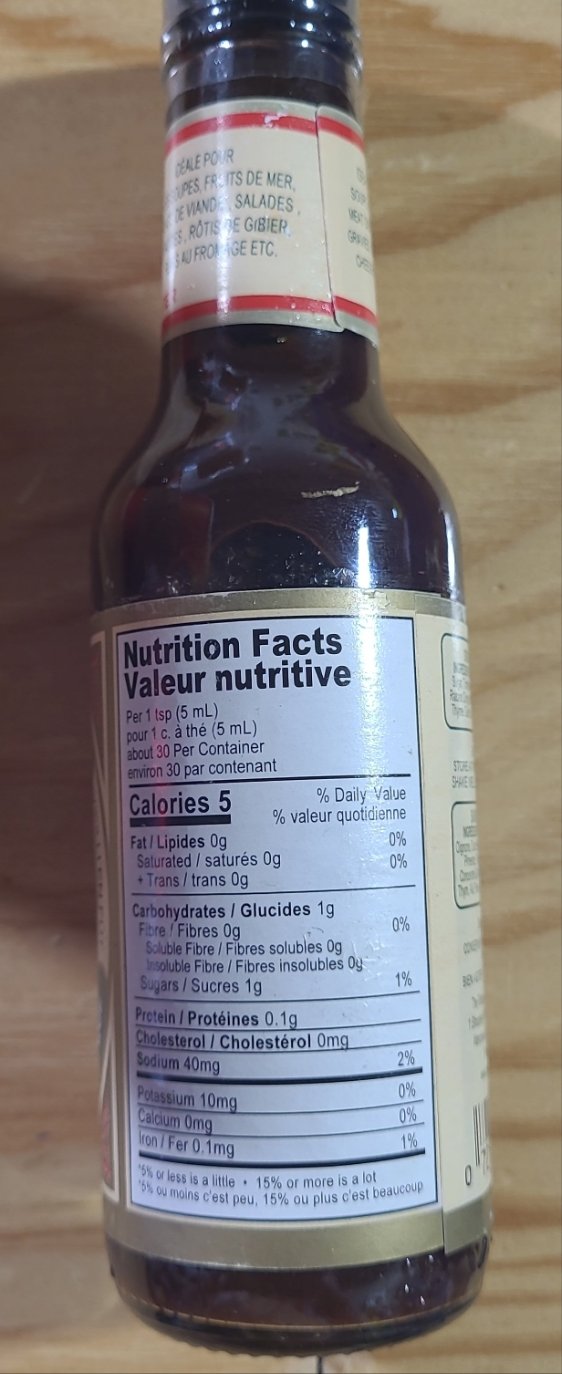 IDÉALE POUR
FRUITS DE MER,
DE VIANDE, SALADES,
RÔTIS DE GIBIER,
AU FROMAGE ETC.
Nutrition Facts
Valeur nutritive
Per 1 tsp (5 mL)
pour 1 c. à thé (5 mL)
about 30 Per Container
environ 30 par contenant
Calories 5
% Daily Value
% valeur quotidienne
Fat / Lipides 0g 0%
Saturated / saturés 0g 0%
+ Trans / trans 0g
Carbohydrates / Glucides 1g
Fibre / Fibres 0g 0%
Soluble Fibre / Fibres solubles 0g
Insoluble Fibre / Fibres insolubles 0g
Sugars / Sucres 1g 1%
Protein / Protéines 0.1g
Cholesterol / Cholestérol 0mg
Sodium 40mg 2%
Potassium 10mg 0%
Calcium 0mg 0%
Iron / Fer 0.1mg 1%
*5% or less is a little • 15% or more is a lot
*5% ou moins c'est peu, 15% ou plus c'est beaucoup